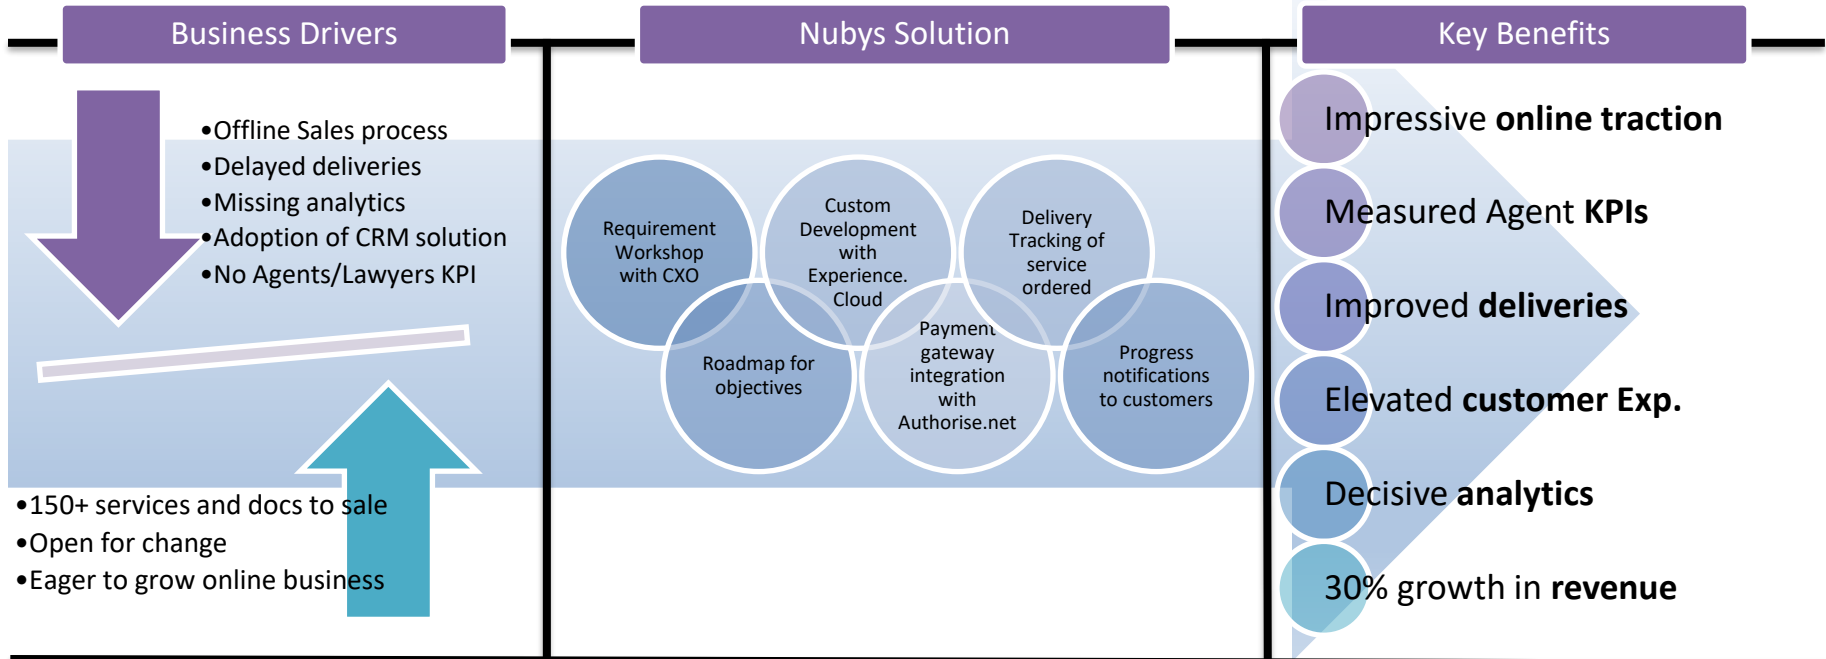 Business Drivers
•Offline Sales process
•Delayed deliveries
•Missing analytics
•Adoption of CRM solution
•No Agents/Lawyers KPI
•150+ services and docs to sale
•Open for change
•Eager to grow online business
Nubys Solution
Requirement
Workshop
with CXO
Roadmap for
objectives
Custom
Development
with
Experience.
Cloud
Payment
gateway
integration
with
Authorise.net
Delivery
Tracking of
service
ordered
Progress
notifications
to customers
Key Benefits
Impressive online traction
Measured Agent KPIs
Improved deliveries
Elevated customer Exp.
Decisive analytics
30% growth in revenue